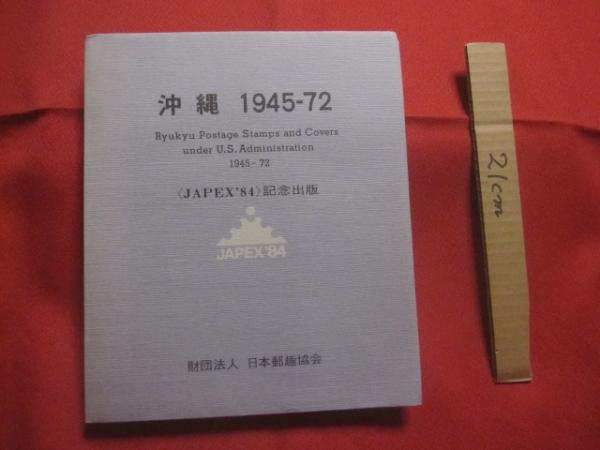 沖縄 1945-72
Ryukyu Postage Stamps and Covers
under U.S. Administration
1945-72
〈JAPEX'84〉記念出版
JAPEX'84
財団法人 日本郵趣協会
21cm